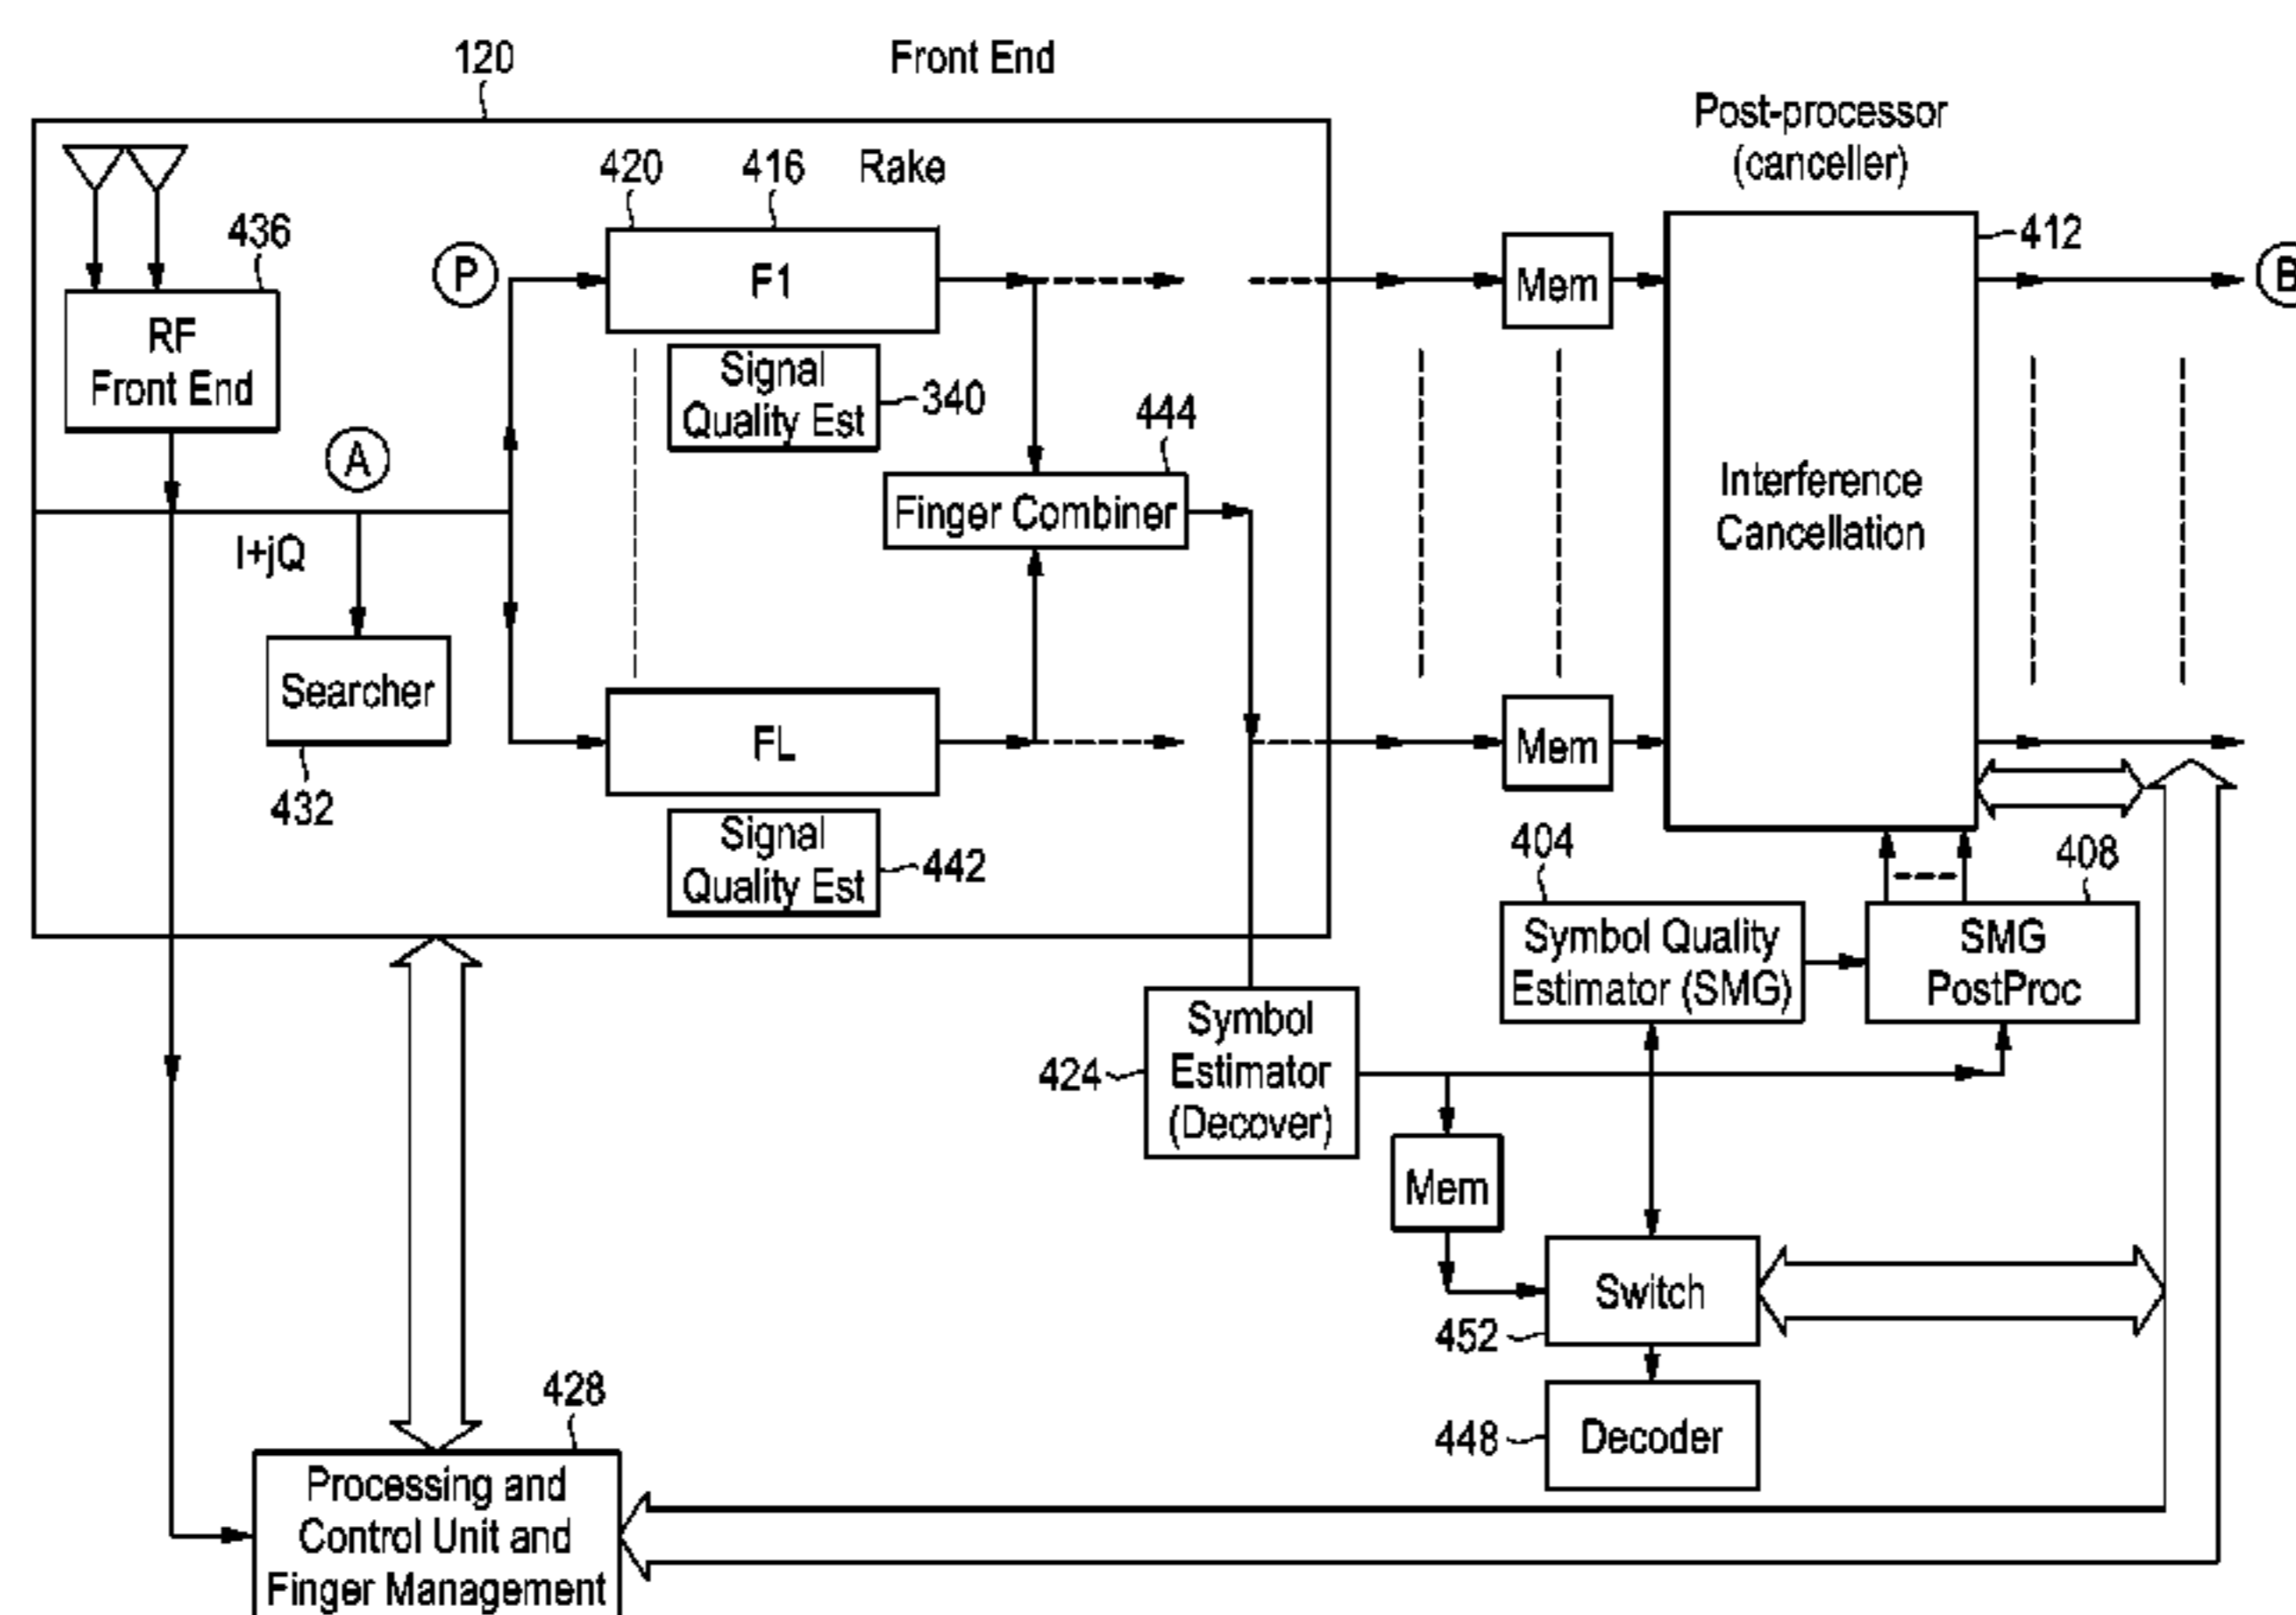 120
Front End
Post-processor
(canceller)
420
416
Rake
436
412
P
F1
Mem
B
RF
Front End
Signal
Quality Est
340
444
A
Interference
Cancellation
Finger Combiner
I+jQ
Searcher
FL
Mem
432
Signal
Quality Est
442
404
408
Symbol Quality
Estimator (SMG)
SMG
PostProc
Symbol
Estimator
(Decover)
424
Mem
Switch
452
428
448
Decoder
Processing and
Control Unit and
Finger Management